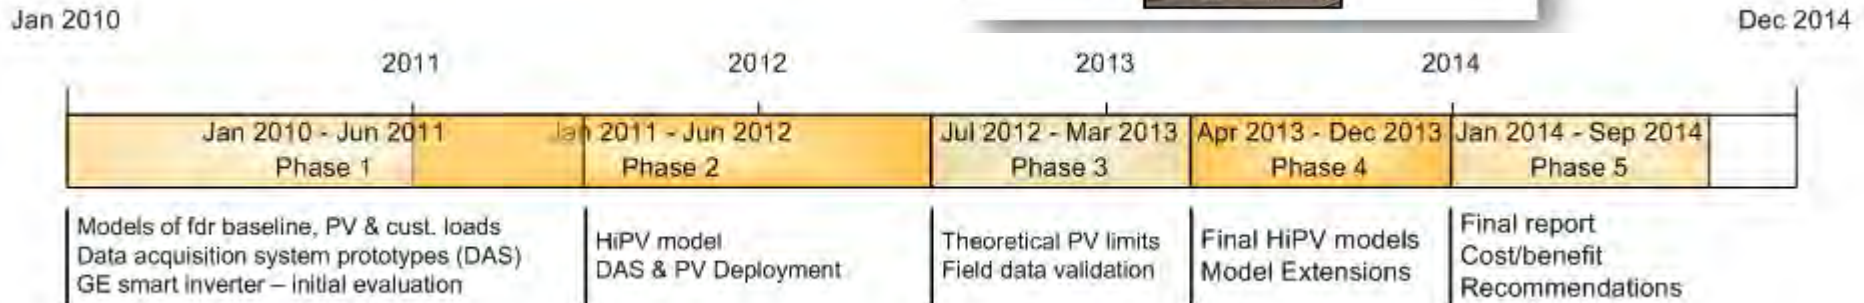 Jan 2010
Dec 2014
2011
2012
2013
2014
Jan 2010 - Jun 2011
Phase 1
Jan 2011 - Jun 2012
Phase 2
Jul 2012 - Mar 2013
Phase 3
Apr 2013 - Dec 2013
Phase 4
Jan 2014 - Sep 2014
Phase 5
Models of fdr baseline, PV & cust. loads
Data acquisition system prototypes (DAS)
GE smart inverter – initial evaluation
HiPV model
DAS & PV Deployment
Theoretical PV limits
Field data validation
Final HiPV models
Model Extensions
Final report
Cost/benefit
Recommendations